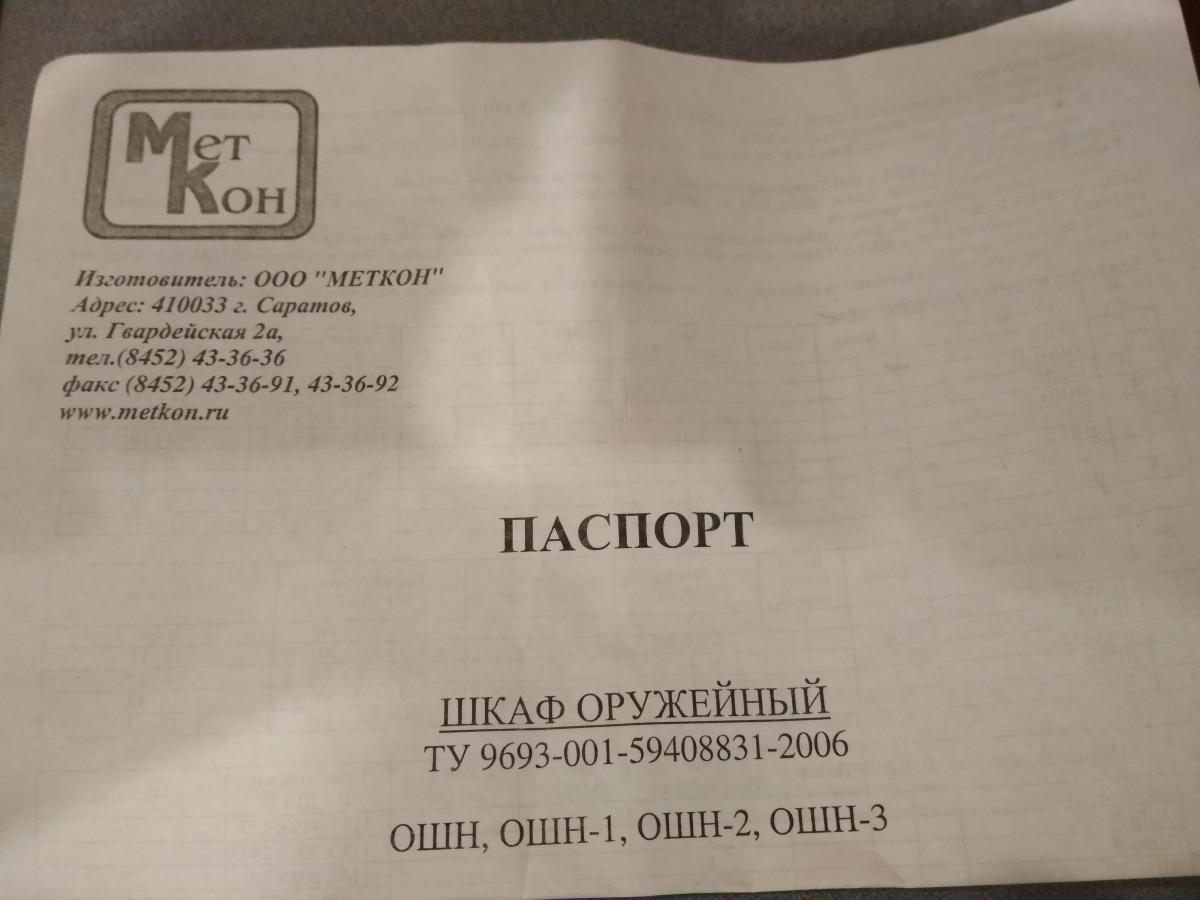 Мет
Кон
Изготовитель: ООО "МЕТКОН"
Адрес: 410033 г. Саратов,
ул. Гвардейская 2а,
тел.(8452) 43-36-36
факс (8452) 43-36-91, 43-36-92
www.metkon.ru
ПАСПОРТ
ШКАФ ОРУЖЕЙНЫЙ
ТУ 9693-001-59408831-2006
ОШН, ОШН-1, ОШН-2, ОШН-3